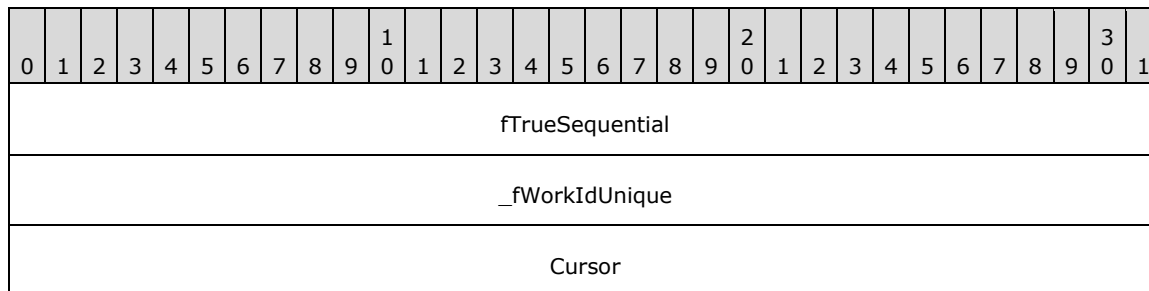 1 2 3
0 1 2 3 4 5 6 7 8 9 0 1 2 3 4 5 6 7 8 9 0 1 2 3 4 5 6 7 8 9 0 1
fTrueSequential
_fWorkIdUnique
Cursor